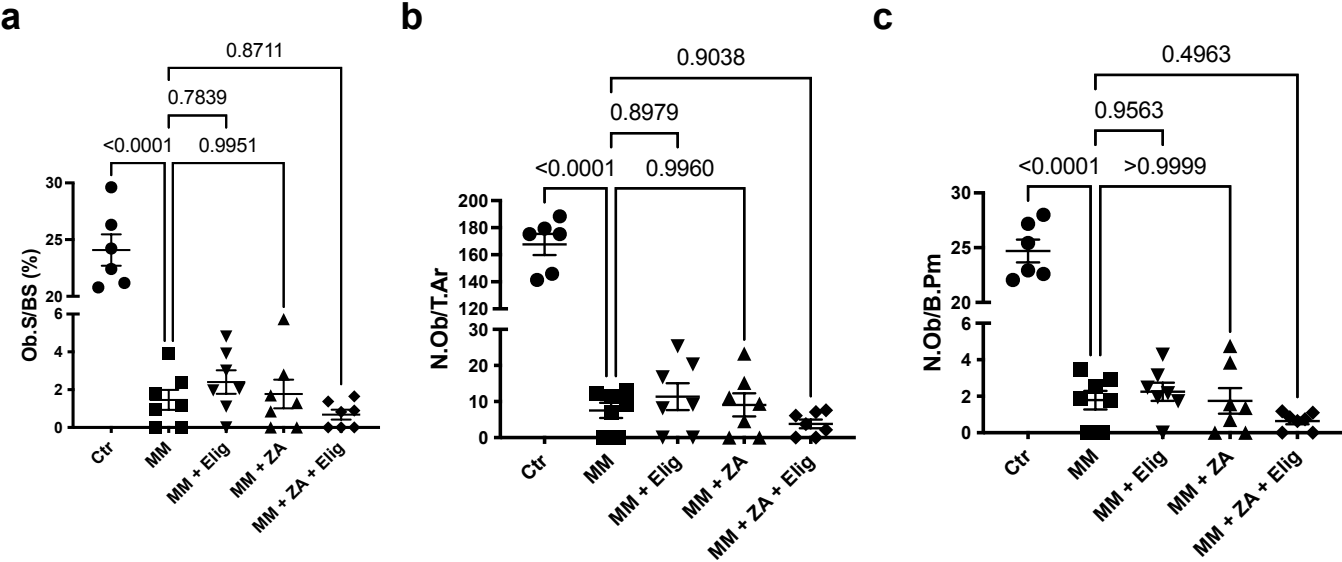 a
0.8711
0.7839
<0.0001 0.9951
Ob.S/BS (%)
30
25
20
6
4
2
0
Ctr
MM
MM + Elig
MM + ZA
MM + ZA + Elig
b
0.9038
0.8979
<0.0001 0.9960
N.Ob/T.Ar
200
180
160
140
120
30
20
10
0
Ctr
MM
MM + Elig
MM + ZA
MM + ZA + Elig
c
0.4963
0.9563
<0.0001 >0.9999
N.Ob/B.Pm
30
25
20
6
4
2
0
Ctr
MM
MM + Elig
MM + ZA
MM + ZA + Elig